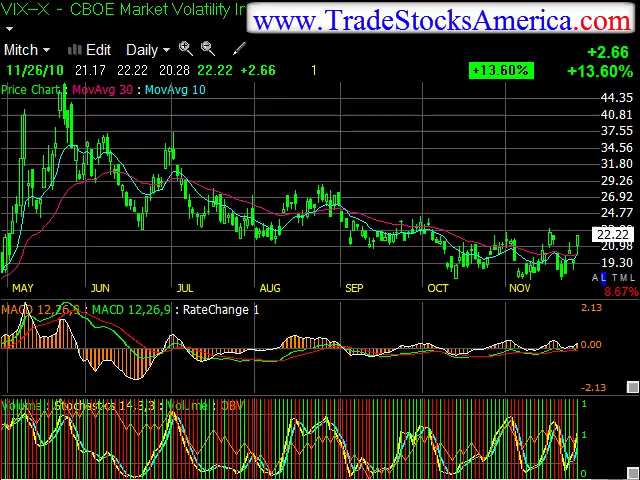 VIX--X - CBOE Market Volatility In
www.TradeStocksAmerica.com
Mitch Edit Daily
+2.66
11/26/10 21.17 22.22 20.28 22.22 +2.66 1 +13.60% +13.60%
Price Chart : MovAvg 30 : MovAvg 10
44.35
40.81
37.55
34.56
31.80
29.26
26.92
24.77
22.22
20.98
19.30
A L T M L
MAY JUN JUL AUG SEP OCT NOV
8.67%
MACD 12,26,9 : MACD 12,26,9 : RateChange 1
2.13
0.00
-2.13
Volume : Stochastics 14,3,3 : Volume : OBV
1
1
0